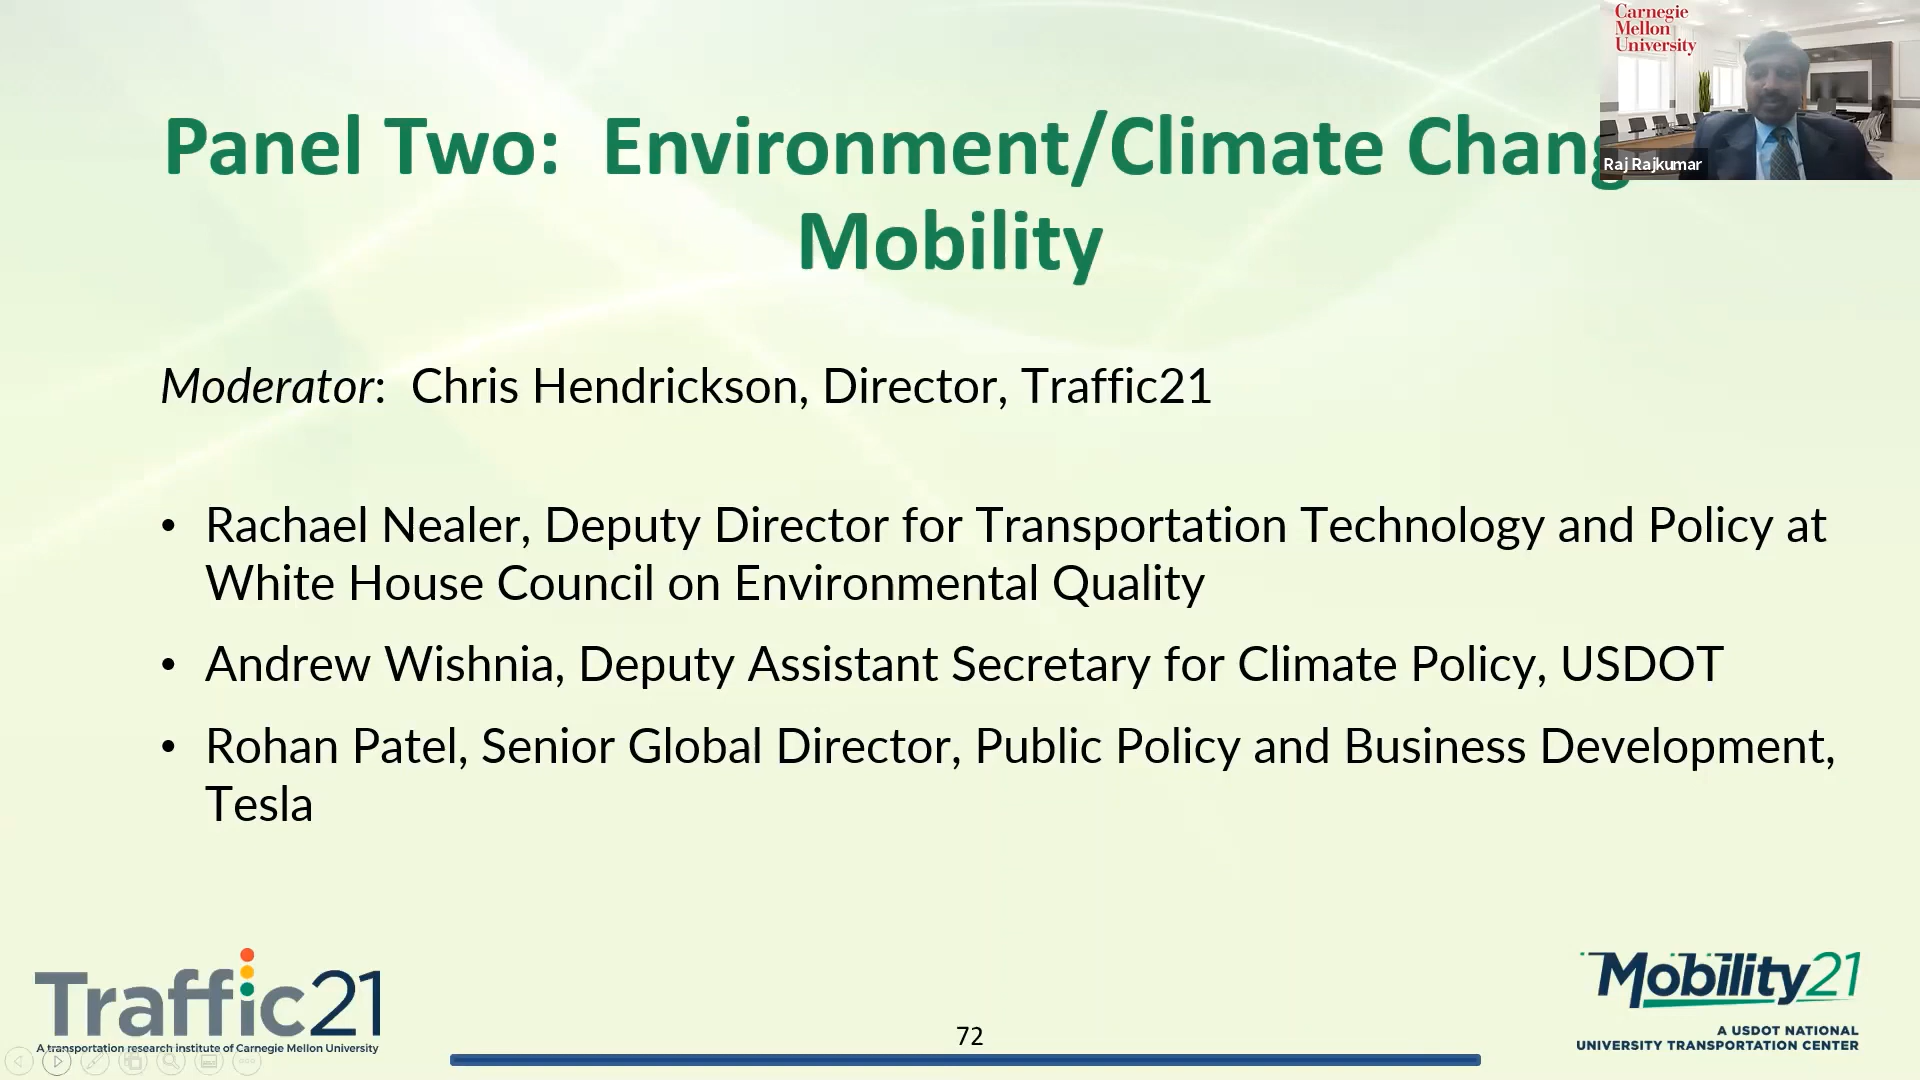 Carnegie
Mellon
University
Panel Two: Environment/Climate Chang
Raj Rajkumar
Mobility
Moderator: Chris Hendrickson, Director, Traffic21
• Rachael Nealer, Deputy Director for Transportation Technology and Policy at
White House Council on Environmental Quality
• Andrew Wishnia, Deputy Assistant Secretary for Climate Policy, USDOT
• Rohan Patel, Senior Global Director, Public Policy and Business Development,
Tesla
Traffic21
A transportation research institute of Carnegie Mellon University
72
Mobility21
A USDOT NATIONAL
UNIVERSITY TRANSPORTATION CENTER